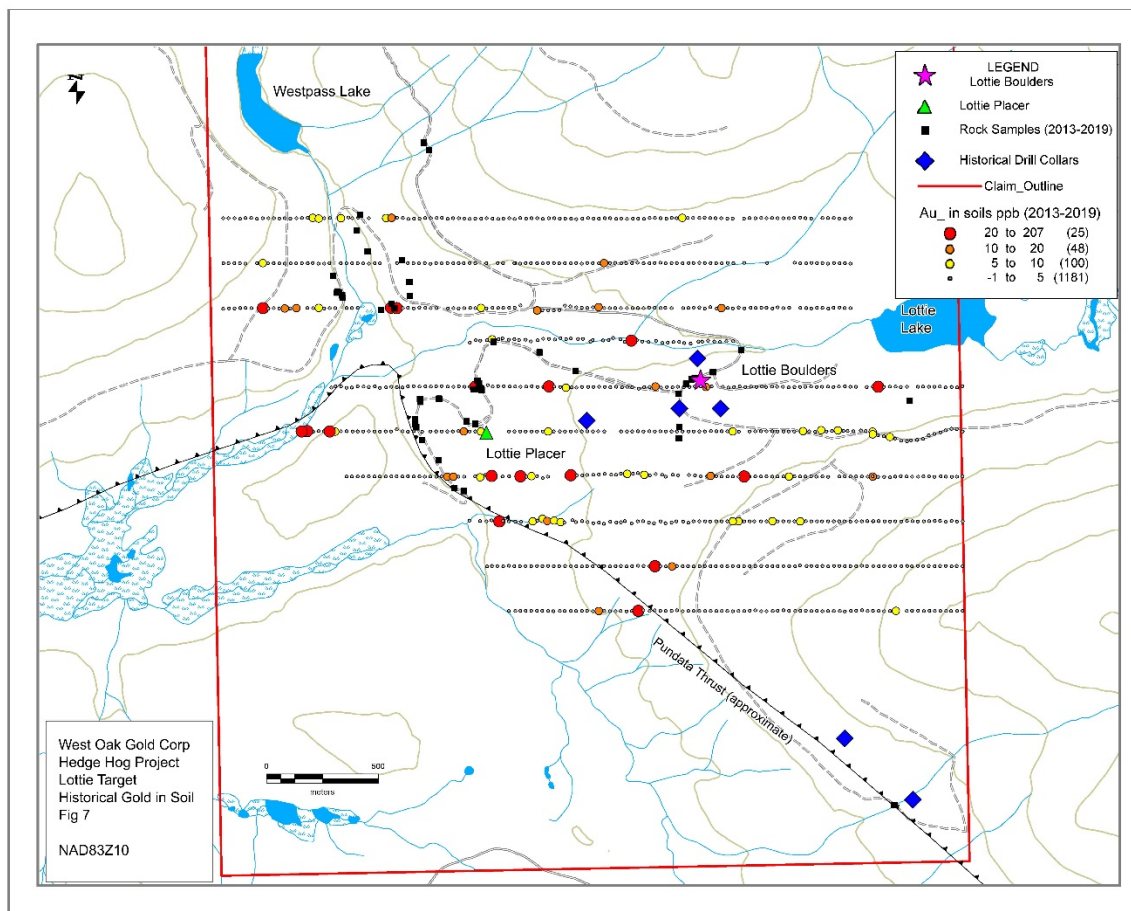 N
Westpass Lake
LEGEND
Lottie Boulders
Lottie Placer
Rock Samples (2013-2019)
Historical Drill Collars
Claim_Outline
Au_ in soils ppb (2013-2019)
20 to 207 (25)
10 to 20 (48)
5 to 10 (100)
-1 to 5 (1181)
Lottie
Lake
Lottie Boulders
Lottie Placer
Pundata Thrust (approximate)
West Oak Gold Corp
Hedge Hog Project
Lottie Target
Historical Gold in Soil
Fig 7
NAD83Z10
0 500
meters